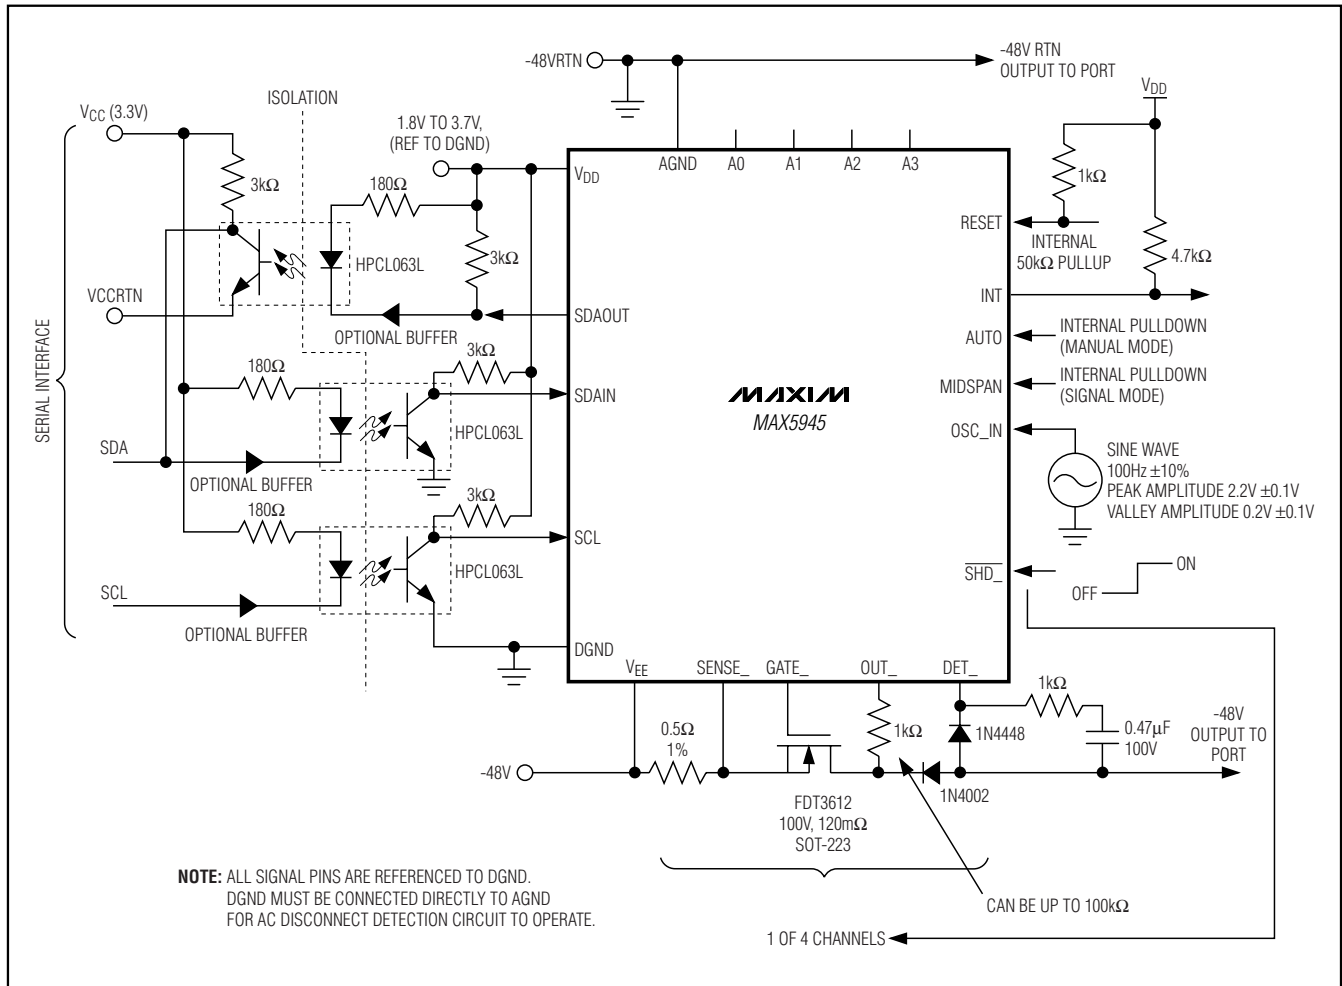 -48VRTN
-48V RTN
OUTPUT TO PORT
ISOLATION
VCC (3.3V)
1.8V TO 3.7V,
(REF TO DGND)
VDD
3kΩ
180Ω
VDD
AGND
A0
A1
A2
A3
1kΩ
RESET
INTERNAL
50kΩ PULLUP
4.7kΩ
HPCL063L
3kΩ
VCCRTN
SDAOUT
OPTIONAL BUFFER
INT
AUTO
INTERNAL PULLDOWN
(MANUAL MODE)
SERIAL INTERFACE
180Ω
3kΩ
SDAIN
HPCL063L
MAXIM
MAX5945
MIDSPAN
INTERNAL PULLDOWN
(SIGNAL MODE)
OSC_IN
SDA
OPTIONAL BUFFER
SINE WAVE
100Hz ±10%
PEAK AMPLITUDE 2.2V ±0.1V
VALLEY AMPLITUDE 0.2V ±0.1V
180Ω
3kΩ
SCL
HPCL063L
SHD_
OFF
ON
SCL
OPTIONAL BUFFER
DGND
VEE
SENSE_
GATE_
OUT_
DET_
0.5Ω
1%
1kΩ
1N4448
1kΩ
0.47μF
100V
-48V
OUTPUT TO
PORT
-48V
1N4002
FDT3612
100V, 120mΩ
SOT-223
NOTE: ALL SIGNAL PINS ARE REFERENCED TO DGND.
DGND MUST BE CONNECTED DIRECTLY TO AGND
FOR AC DISCONNECT DETECTION CIRCUIT TO OPERATE.
CAN BE UP TO 100kΩ
1 OF 4 CHANNELS